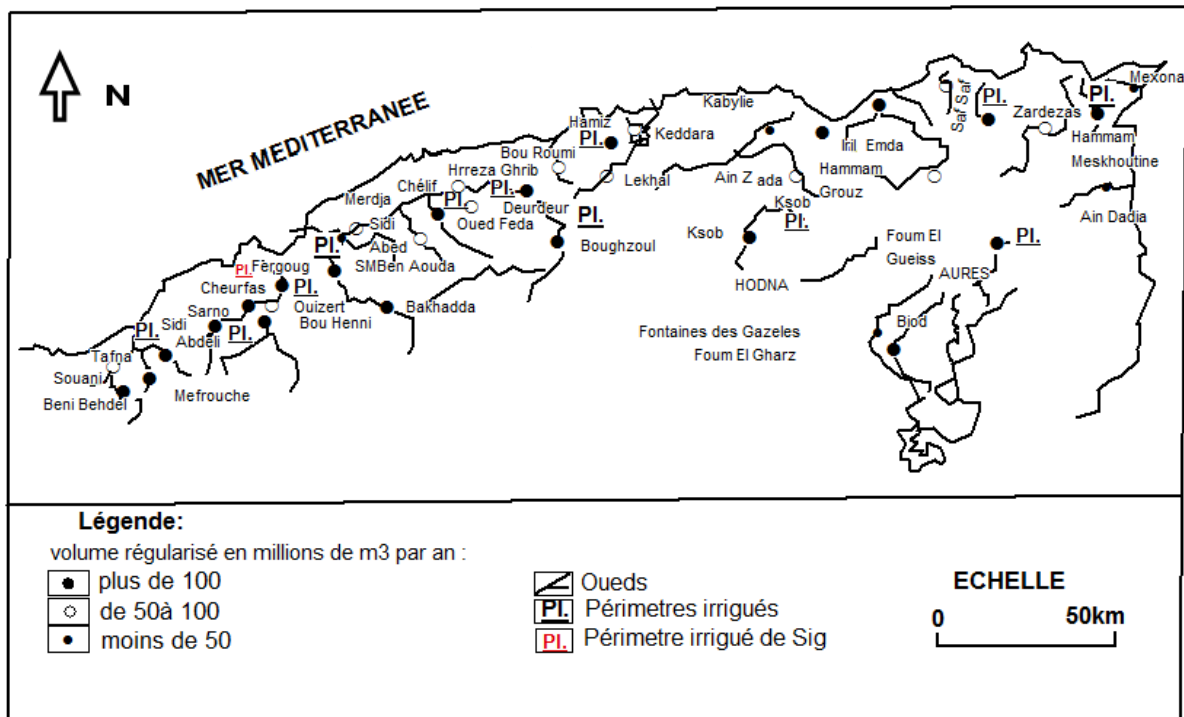 N
MER MEDITERRANEE
Kabylie
Mexona
Saf Saf
PI.
PI.
Zardezas
Hammam
Meskhoutine
Hamiz
PI.
Keddara
Iril Emda
Bou Roumi
Hrreza Ghrib
Lekhal
Ain Zada
Hammam
Grouz
Chélif
PI.
PI.
Merdja
Deurdeur
Oued Feda
PI.
Ksob
PI.
Ain Dadia
Sidi
Abed
PI.
SMBen Aouda
Boughzoul
Ksob
Foum El
Gueiss
PI.
PI.
Fèrgoug
Cheurfas
PI.
Ouizert
Bou Henni
Bakhadda
HODNA
AURES
Sarno
PI.
Sidi
Abdeli
PI.
Biod
Fontaines des Gazeles
Foum El Gharz
Tafna
Souani
Beni Behdel
Mefrouche
Légende:
volume régularisé en millions de m3 par an :
plus de 100
de 50à 100
moins de 50
Oueds
PI. Périmetres irrigués
PI. Périmetre irrigué de Sig
ECHELLE
0 50km